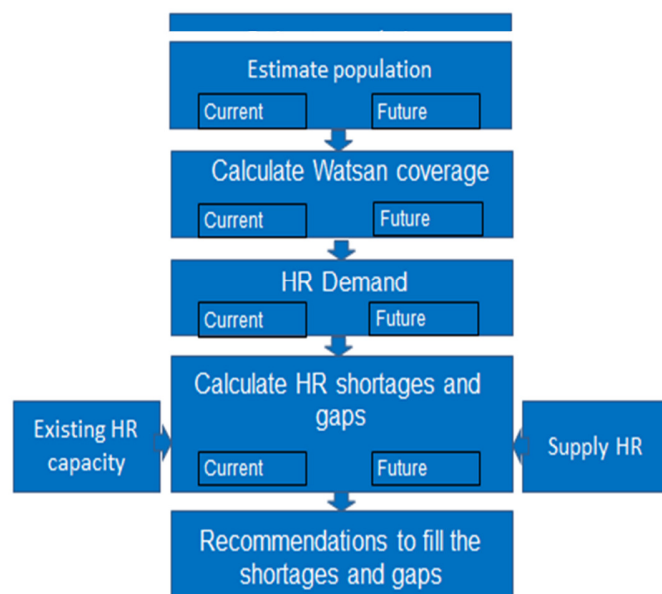 Estimate population
Current Future
Calculate Watsan coverage
Current Future
HR Demand
Current Future
Calculate HR shortages and
gaps
Existing HR
capacity
Current Future
Supply HR
Recommendations to fill the
shortages and gaps